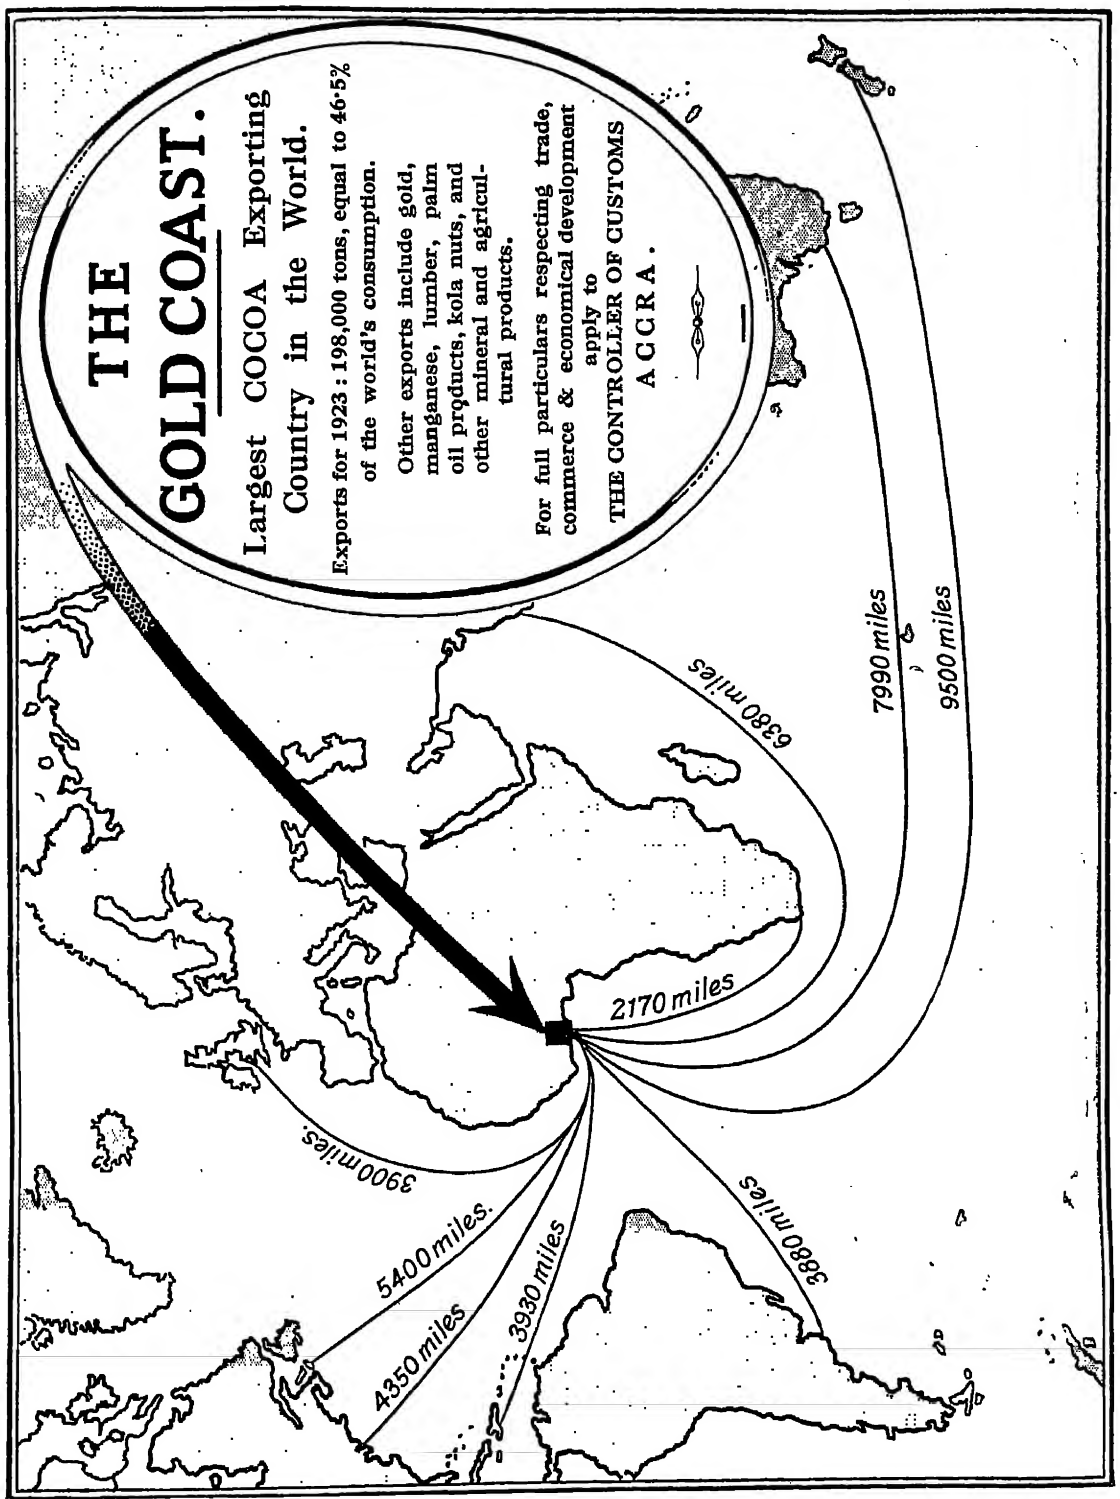 THE
GOLD COAST.
Largest COCOA Exporting
Country in the World.
Exports for 1923 : 198,000 tons, equal to 46·5%
of the world's consumption.
Other exports include gold,
manganese, lumber, palm
oil products, kola nuts, and
other mineral and agricul-
tural products.
For full particulars respecting trade,
commerce & economical development
apply to
THE CONTROLLER OF CUSTOMS
ACCRA.
3900 miles.
5400 miles.
4350 miles
3930 miles
3880 miles
2170 miles
6380 miles
7990 miles
9500 miles